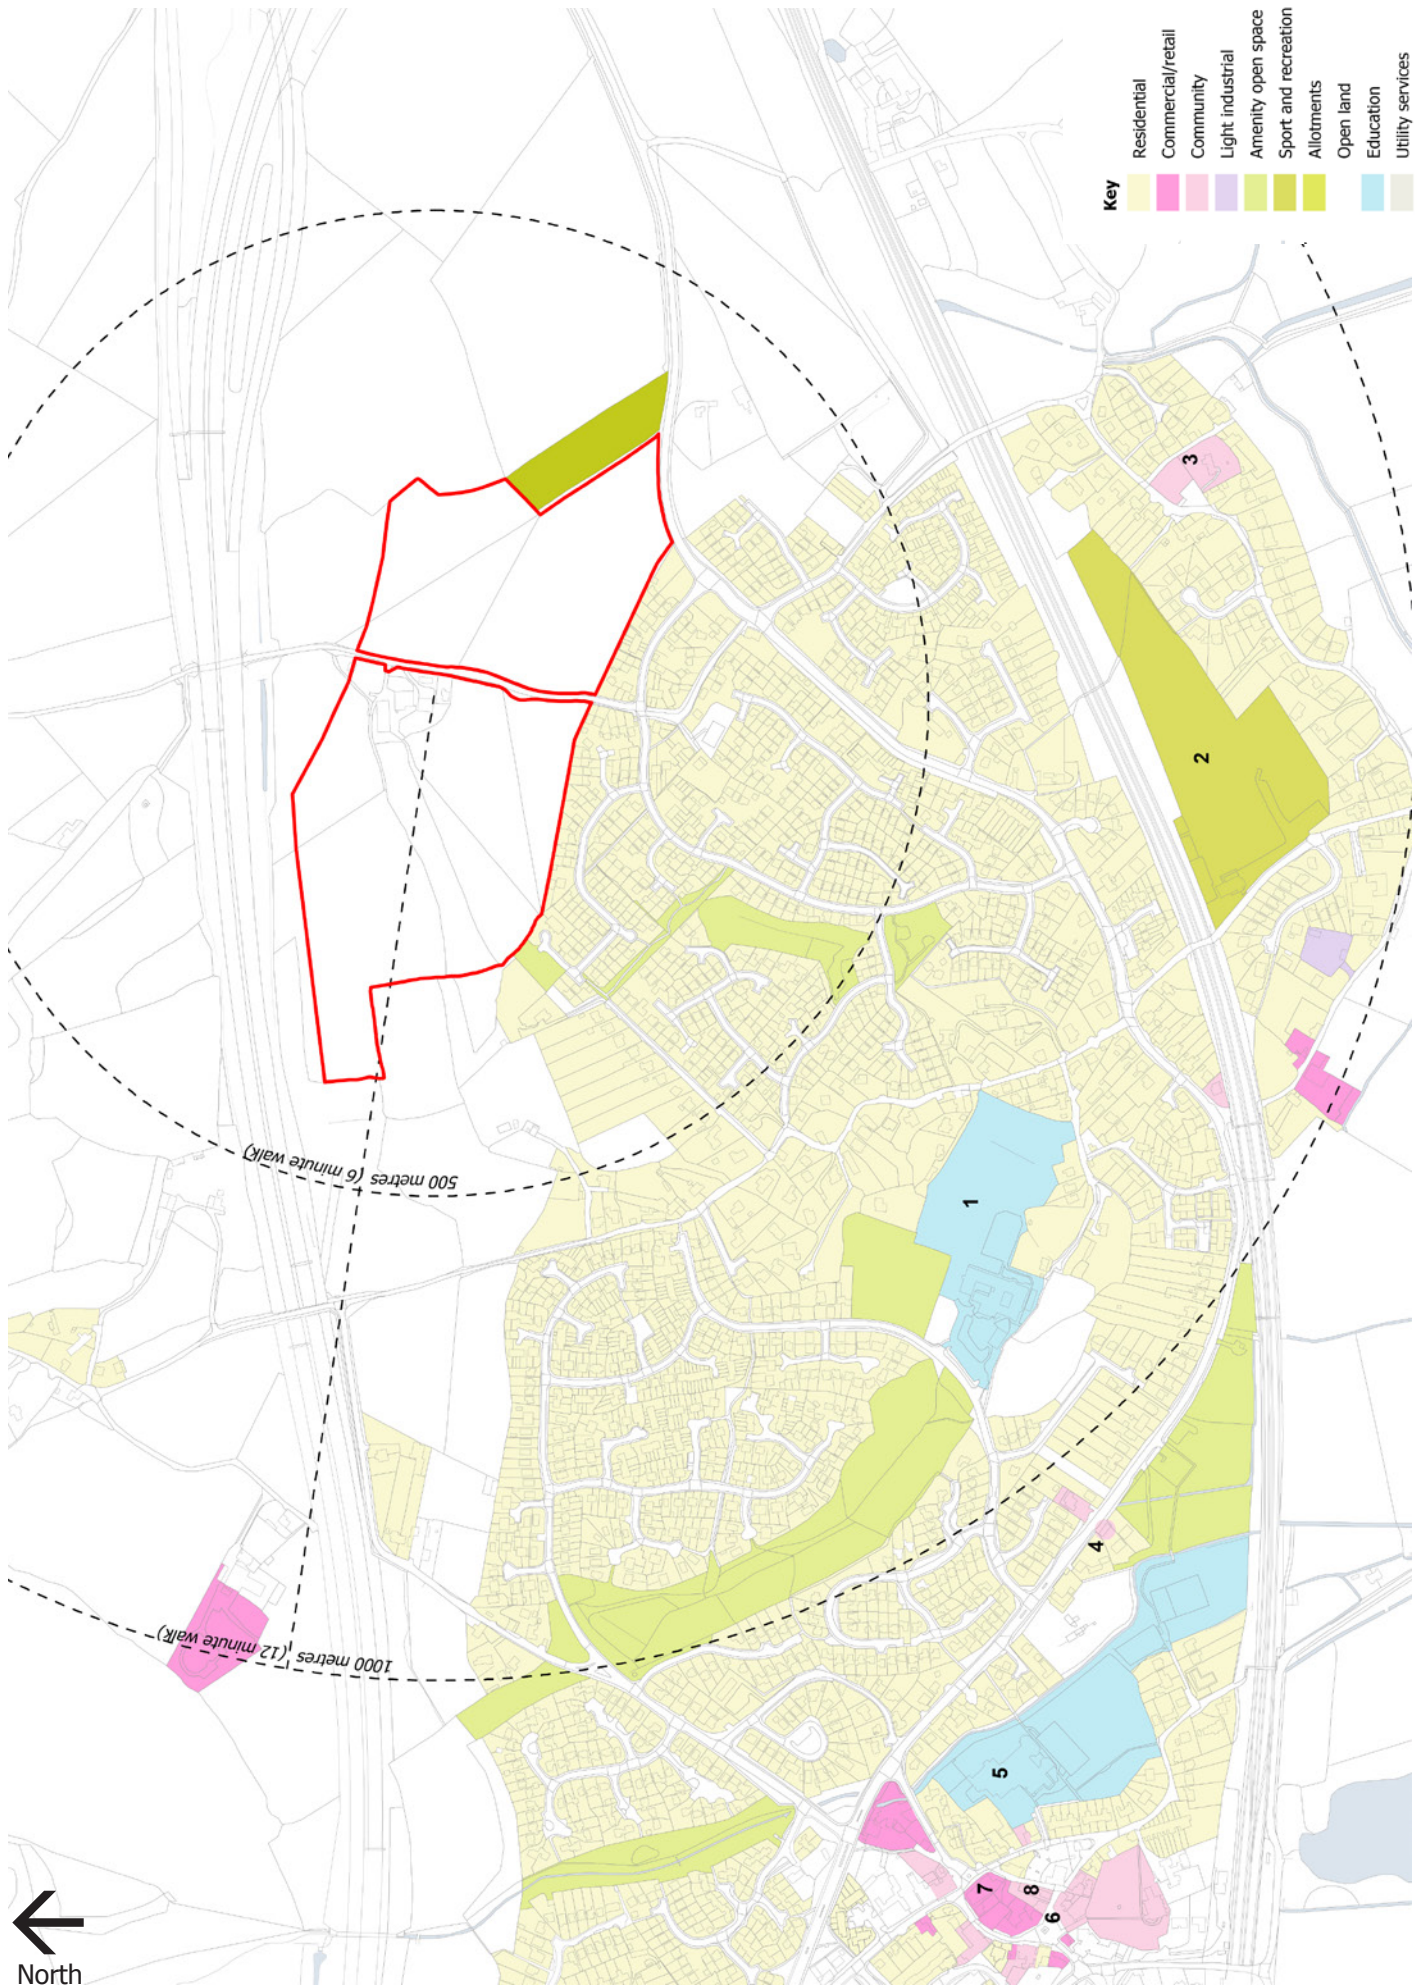 Key
Residential
Commercial/retail
Community
Light industrial
Amenity open space
Sport and recreation
Allotments
Open land
Education
Utility services
500 metres (6 minute walk)
1000 metres (12 minute walk)
1
2
3
4
5
6
7
8
North